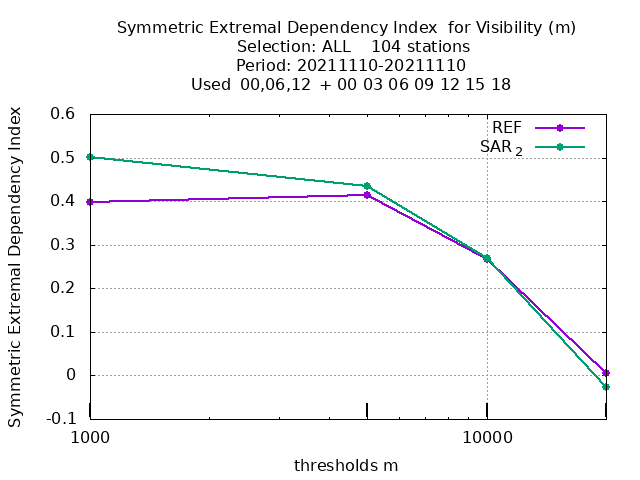 Symmetric Extremal Dependency Index  for Visibility (m)
Selection: ALL    104 stations
Period: 20211110-20211110
Used  00,06,12  + 00 03 06 09 12 15 18
REF
SAR 2
Symmetric Extremal Dependency Index
0.6
0.5
0.4
0.3
0.2
0.1
0
-0.1
1000
10000
thresholds m